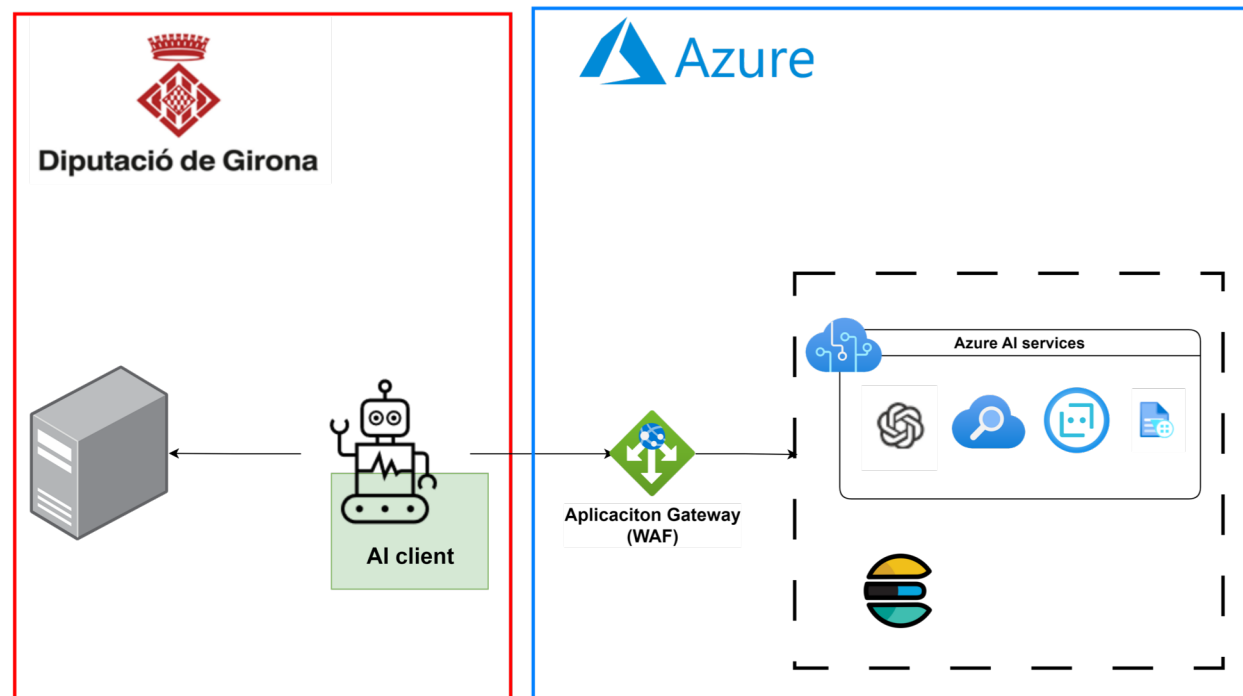 Diputació de Girona
Azure
Azure AI services
AI client
Aplicaciton Gateway
(WAF)